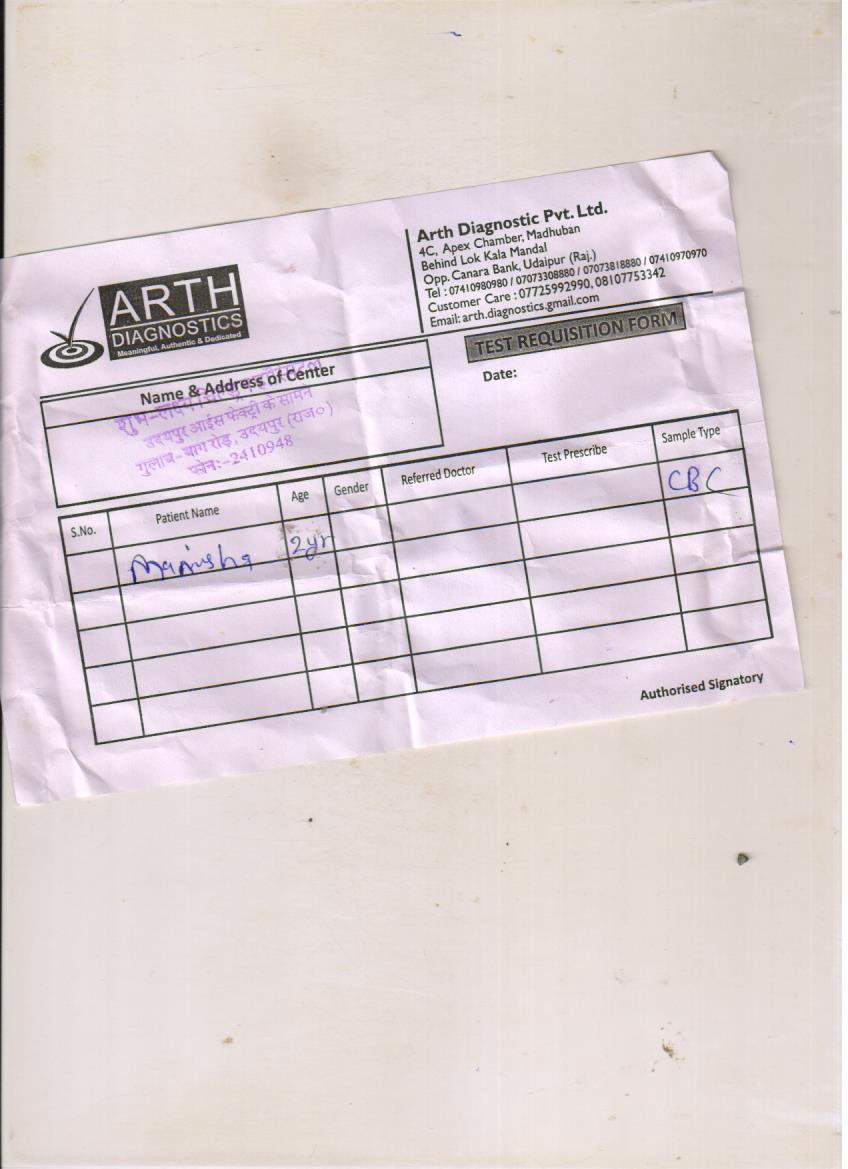 ARTH
DIAGNOSTICS
Meaningful, Authentic & Dedicated
Arth Diagnostic Pvt. Ltd.
4C, Apex Chamber, Madhuban
Behind Lok Kala Mandal
Opp. Canara Bank, Udaipur (Raj.)
Tel : 07410980980 / 07073308880 / 07073818880 / 07410970970
Customer Care : 07725992990, 08107753342
Email: arth.diagnostics.gmail.com
TEST REQUISITION FORM
Date:
Name & Address of Center
उदयपुर आईस फेक्ट्री के सामने
गुलाब-बाग रोड़, उदयपुर (राज०)
फोन:-2410948
S.No. Patient Name Age Gender Referred Doctor Test Prescribe Sample Type
CBC
Manisha 2yr
Authorised Signatory